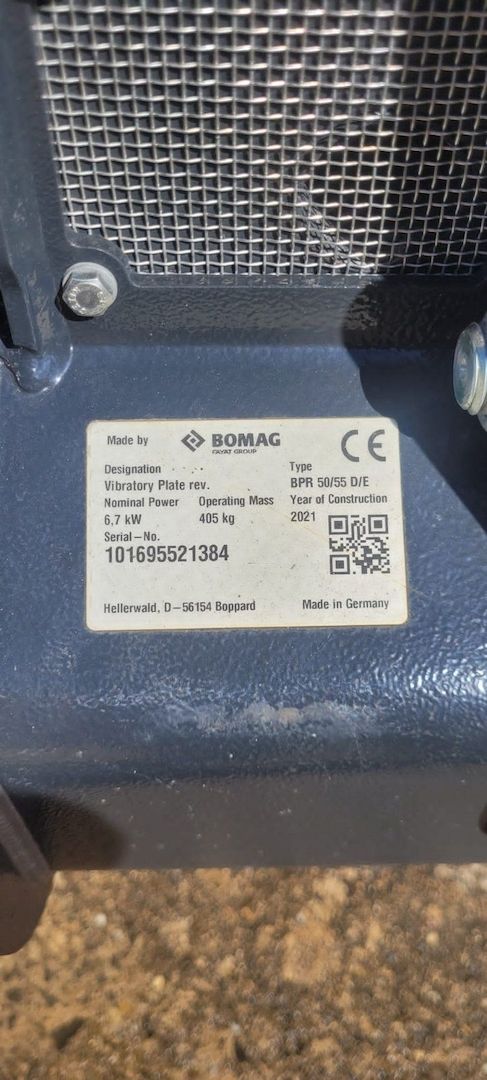 Made by BOMAG CE
FAYAT GROUP
Designation Type
Vibratory Plate rev. BPR 50/55 D/E
Nominal Power Operating Mass Year of Construction
6,7 kW 405 kg 2021
Serial-No.
101695521384
Hellerwald, D-56154 Boppard Made in Germany